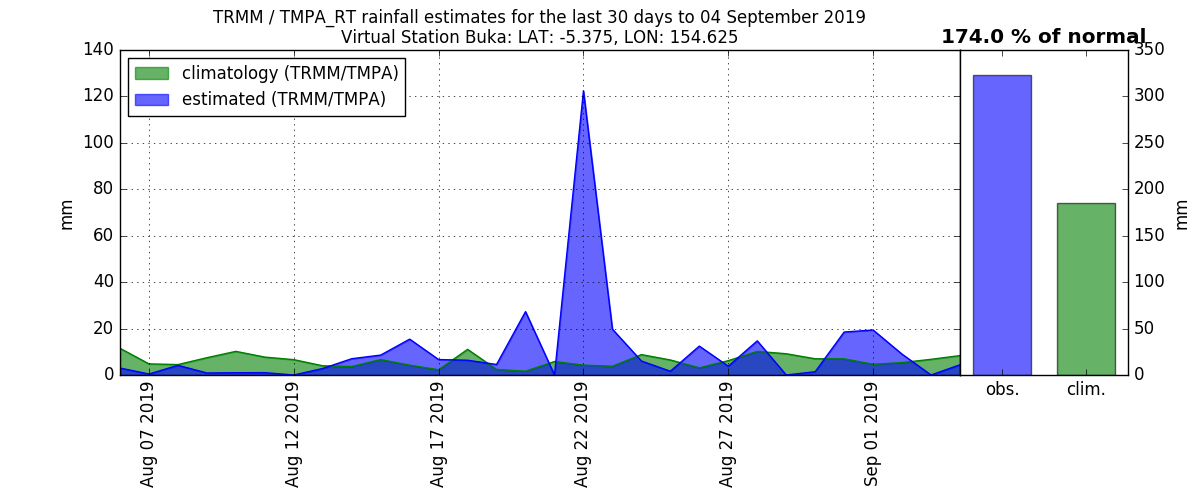 TRMM / TMPA_RT rainfall estimates for the last 30 days to 04 September 2019
Virtual Station Buka: LAT: -5.375, LON: 154.625
174.0 % of normal
climatology (TRMM/TMPA)
estimated (TRMM/TMPA)
mm
140
120
100
80
60
40
20
0
Aug 07 2019
Aug 12 2019
Aug 17 2019
Aug 22 2019
Aug 27 2019
Sep 01 2019
350
300
250
200
150
100
50
0
mm
obs.
clim.